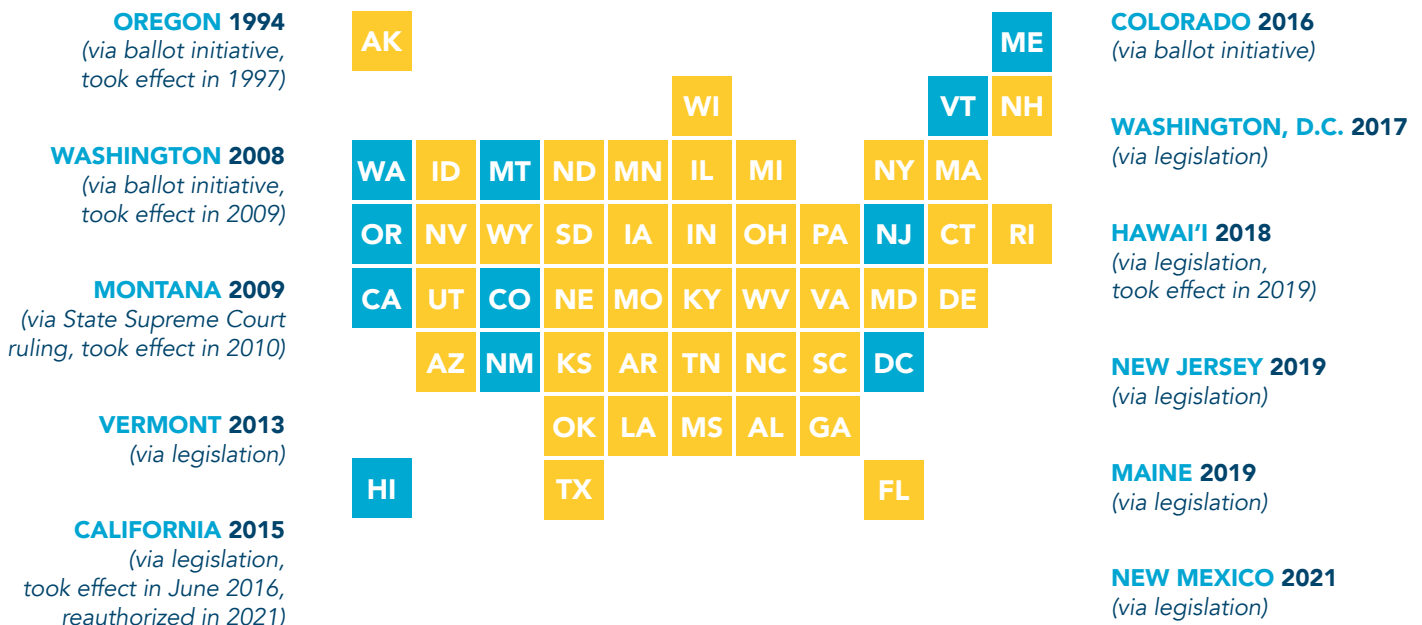 OREGON 1994
(via ballot initiative,
took effect in 1997)
WASHINGTON 2008
(via ballot initiative,
took effect in 2009)
MONTANA 2009
(via State Supreme Court
ruling, took effect in 2010)
VERMONT 2013
(via legislation)
CALIFORNIA 2015
(via legislation,
took effect in June 2016,
reauthorized in 2021)
AK ME
WI VT NH
WA ID MT ND MN IL MI NY MA
OR NV WY SD IA IN OH PA NJ CT RI
CA UT CO NE MO KY WV VA MD DE
AZ NM KS AR TN NC SC DC
OK LA MS AL GA
HI TX FL
COLORADO 2016
(via ballot initiative)
WASHINGTON, D.C. 2017
(via legislation)
HAWAI‘I 2018
(via legislation,
took effect in 2019)
NEW JERSEY 2019
(via legislation)
MAINE 2019
(via legislation)
NEW MEXICO 2021
(via legislation)